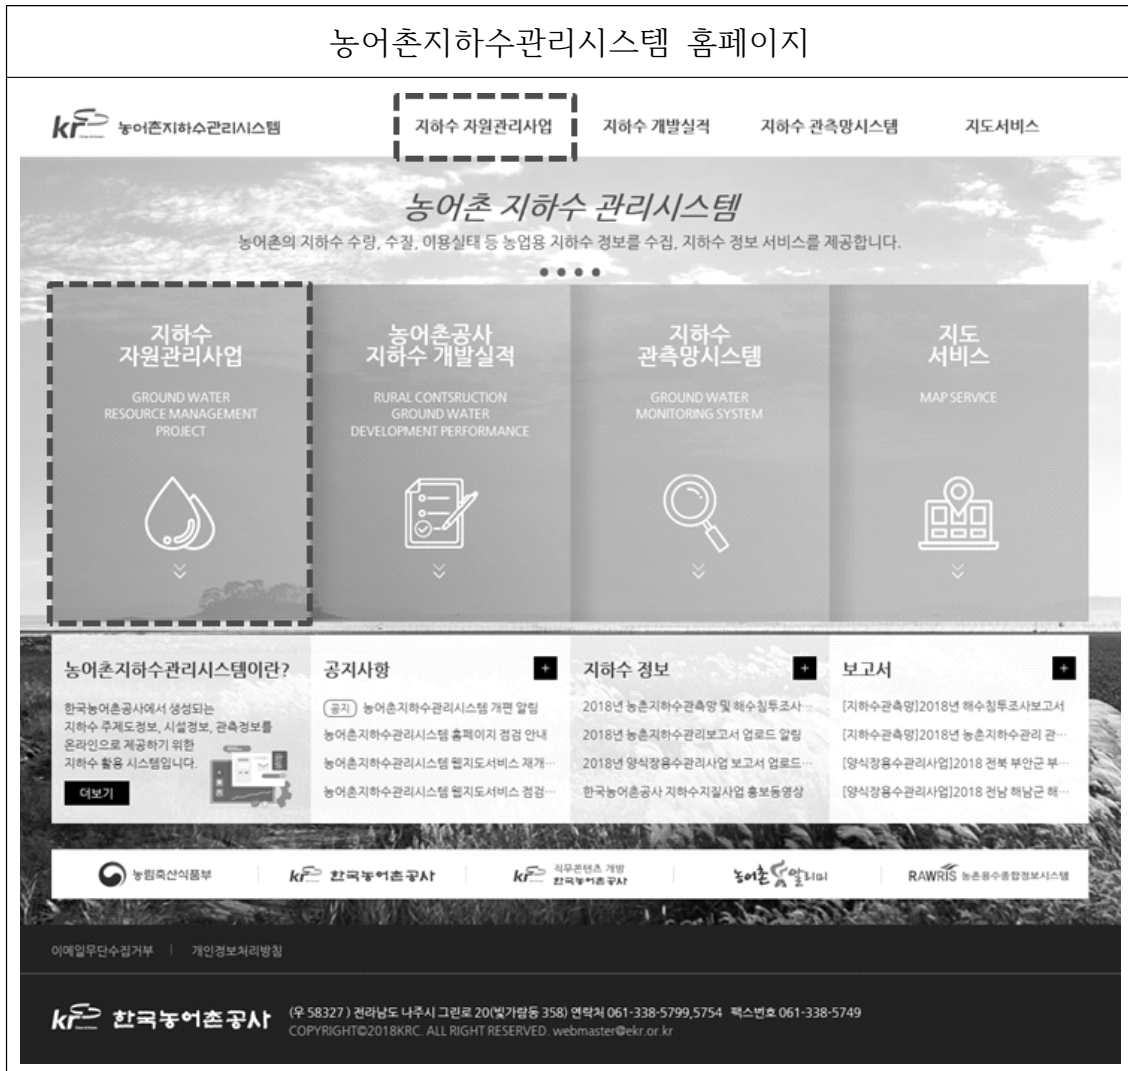 농어촌지하수관리시스템 홈페이지
kr 농어촌지하수관리시스템
지하수 자원관리사업 지하수 개발실적 지하수 관측망시스템 지도서비스
농어촌 지하수 관리시스템
농어촌의 지하수 수량, 수질, 이용실태 등 농업용 지하수 정보를 수집, 지하수 정보 서비스를 제공합니다.
지하수
자원관리사업
GROUND WATER
RESOURCE MANAGEMENT
PROJECT
농어촌공사
지하수 개발실적
RURAL CONTSRUCTION
GROUND WATER
DEVELOPMENT PERFORMANCE
지하수
관측망시스템
GROUND WATER
MONITORING SYSTEM
지도
서비스
MAP SERVICE
농어촌지하수관리시스템이란?
한국농어촌공사에서 생성되는
지하수 주제도정보, 시설정보, 관측정보를
온라인으로 제공하기 위한
지하수 활용 시스템입니다.
더보기
공지사항 +
공지 농어촌지하수관리시스템 개편 알림
농어촌지하수관리시스템 홈페이지 점검 안내
농어촌지하수관리시스템 웹지도서비스 재개…
농어촌지하수관리시스템 웹지도서비스 점검…
지하수 정보 +
2018년 농촌지하수관측망 및 해수침투조사…
2018년 농촌지하수관리보고서 업로드 알림
2018년 양식장용수관리사업 보고서 업로드…
한국농어촌공사 지하수지질사업 홍보동영상
보고서 +
[지하수관측망]2018년 해수침투조사보고서
[지하수관측망]2018년 농촌지하수관리 관…
[양식장용수관리사업]2018 전북 부안군 부…
[양식장용수관리사업]2018 전남 해남군 해…
농림축산식품부
kr 한국농어촌공사
kr 직무콘텐츠 개발
한국농어촌공사
농어촌 알리미
RAWRIS 농촌용수종합정보시스템
이메일무단수집거부 | 개인정보처리방침
kr 한국농어촌공사
(우 58327 ) 전라남도 나주시 그린로 20(빛가람동 358) 연락처 061-338-5799,5754 팩스번호 061-338-5749
COPYRIGHT©2018KRC. ALL RIGHT RESERVED. webmaster@ekr.or.kr